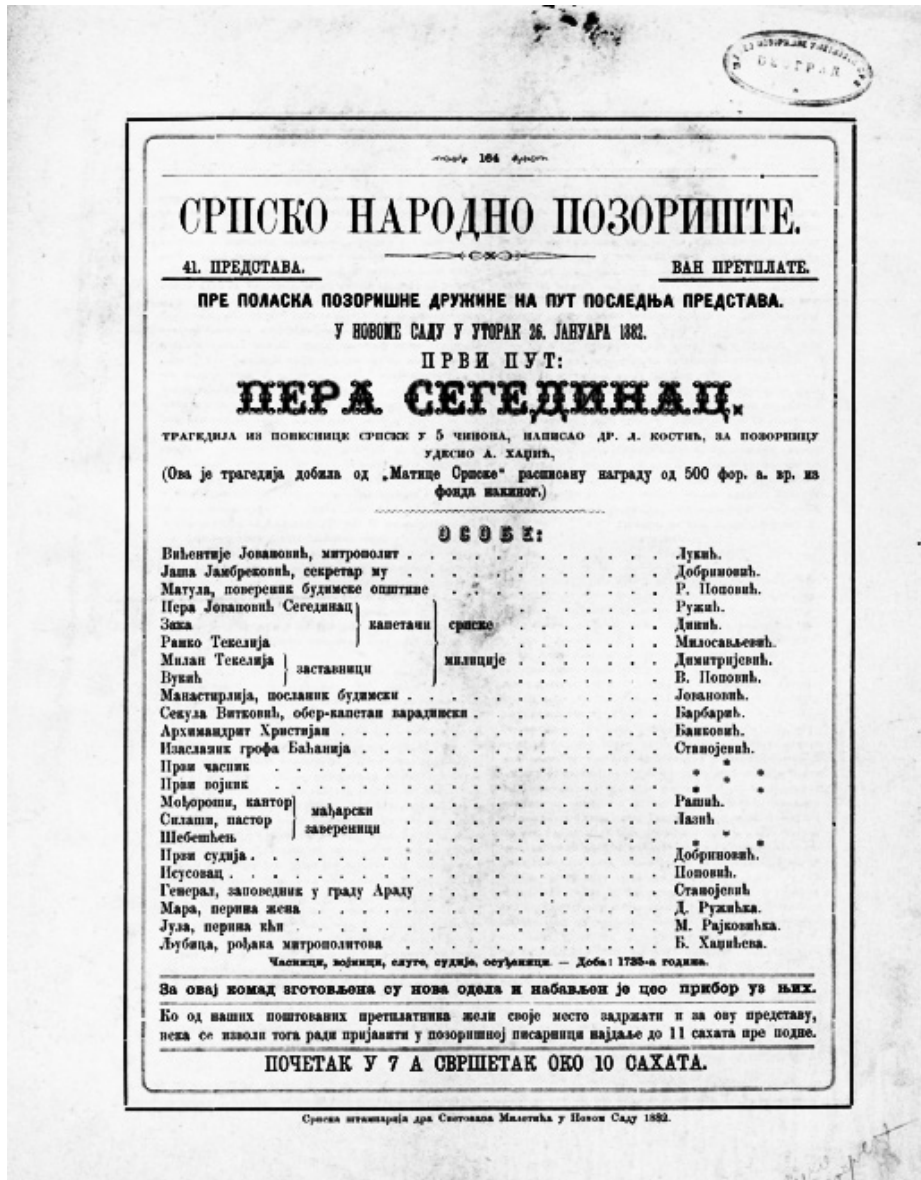 БЕОГРАД
164
СРПСКО НАРОДНО ПОЗОРИШТЕ.
41. ПРЕДСТАВА. ВАН ПРЕТПЛАТЕ.
ПРЕ ПОЛАСКА ПОЗОРИШНЕ ДРУЖИНЕ НА ПУТ ПОСЛЕДЊА ПРЕДСТАВА.
У НОВОМЕ САДУ У УТОРАК 26. ЈАНУАРА 1882.
ПРВИ ПУТ:
ПЕРА СЕГЕДИНАЦ.
ТРАГЕДИЈА ИЗ ПОВЕСНИЦЕ СРПСКЕ У 5 ЧИНОВА, НАПИСАО ДР. Л. КОСТИЋ, ЗА ПОЗОРНИЦУ
УДЕСИО А. ХАЏИЋ,
(Ова је трагедија добила од „Матице Српске“ расписану награду од 500 фор. а. вр. из
фонда накиног.)
ОСОБЕ:
Вићентије Јовановић, митрополит . . . . . . . . . Лукић.
Јаша Јамбрековић, секретар му . . . . . . . . . Добриновић.
Матула, повереник будимске општине . . . . . . . . Р. Поповић.
Пера Јовановић Сегединац Ружић.
Зака капетани српске . . . . . Динић.
Ранко Текелија . . . . . Милосављевић.
Милан Текелија заставници милиције . . . . . Димитријевић.
Вукић . . . . . В. Поповић.
Манастирлија, посланик будимски . . . . . . . . . Јовановић.
Секула Витковић, обер-капетан варадински . . . . . . . Барбарић.
Архимандрит Христијан . . . . . . . . . . . Банковић.
Изасланик грофа Баћанија . . . . . . . . . . Станојевић.
Први часник . . . . . . . . . . . . . * * *
Први војник . . . . . . . . . . . . . * * *
Мођороши, кантор мађарски . . . . . . . . Рашић.
Силаши, пастор завереници . . . . . . . . Лазић.
Шебешћењ . . . . . . . . * * *
Први судија . . . . . . . . . . . . . Добриновић.
Исусовац . . . . . . . . . . . . . . Поповић.
Генерал, заповедник у граду Араду . . . . . . . . Станојевић
Мара, перина жена . . . . . . . . . . . . Д. Ружићка.
Јула, перина кћи . . . . . . . . . . . . М. Рајковићка.
Љубица, рођака митрополитова . . . . . . . . . Б. Хаџићева.
Часници, војници, слуге, судије, осуђеници. — Доба: 1735-а година.
За овај комад зготовљена су нова одела и набављен је цео прибор уз њих.
Ко од наших поштованих претплатника жели своје место задржати и за ову представу,
нека се изволи тога ради пријавити у позоришној писарници најдаље до 11 сахата пре подне.
ПОЧЕТАК У 7 А СВРШЕТАК ОКО 10 САХАТА.
Српска штампарија дра Светозара Милетића у Новом Саду 1882.